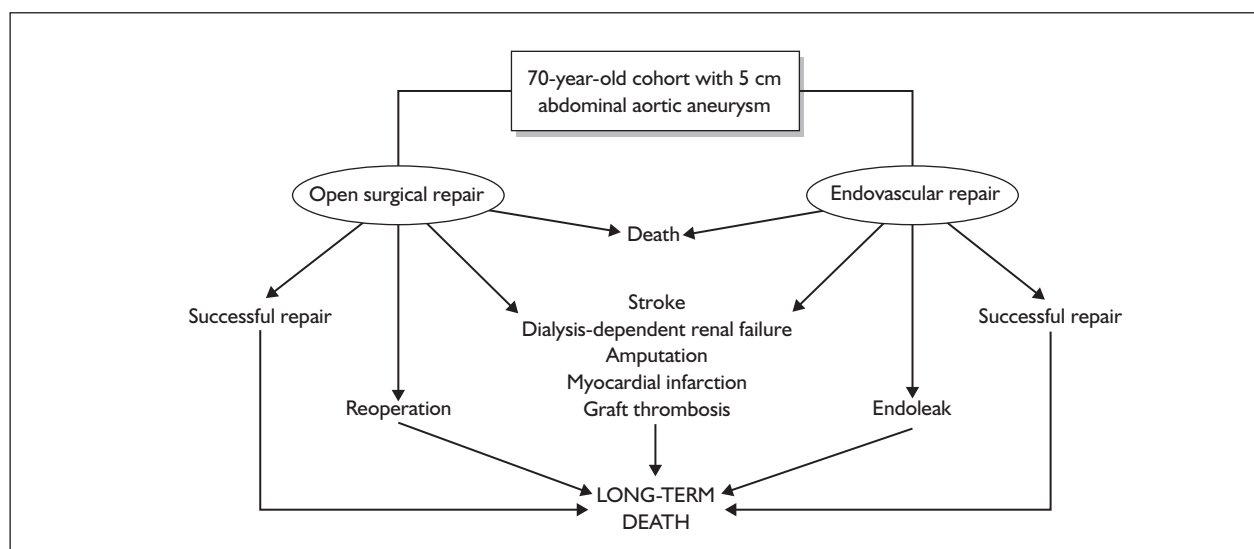 70-year-old cohort with 5 cm
abdominal aortic aneurysm
Open surgical repair
Endovascular repair
Death
Successful repair
Stroke
Dialysis-dependent renal failure
Amputation
Myocardial infarction
Graft thrombosis
Successful repair
Reoperation
Endoleak
LONG-TERM
DEATH